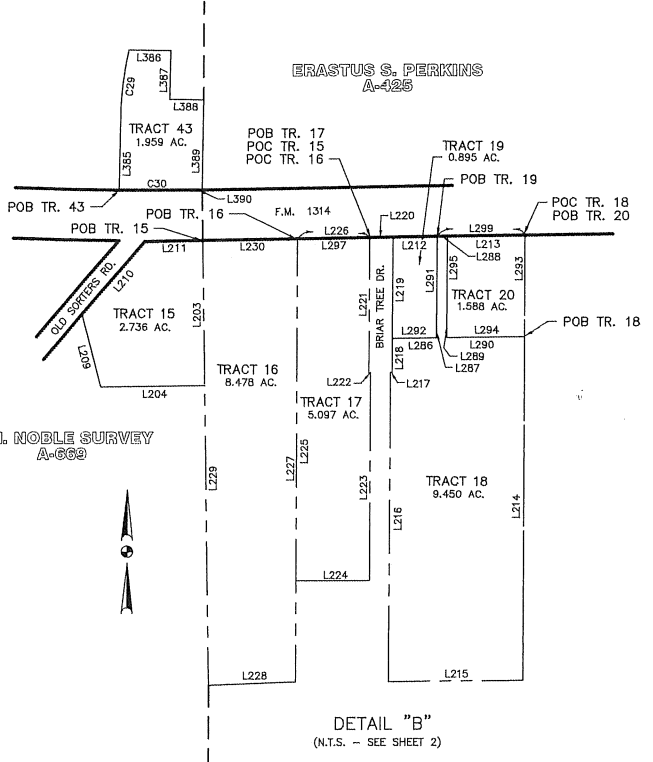 L386
C29
L387
L388
ERASTUS S. PERKINS
A-425
TRACT 43
1.959 AC.
L385
L389
POB TR. 17
POC TR. 15
POC TR. 16
TRACT 19
0.895 AC.
POB TR. 19
C30
L390
POB TR. 43
POB TR. 16
F.M. 1314
L220
POC TR. 18
POB TR. 20
POB TR. 15
L226
L299
L211
L230
L297
L212
L213
L288
OLD SORTERS RD.
L210
TRACT 15
2.736 AC.
L203
L221
BRIAR TREE DR.
L219
L291
L295
L293
TRACT 20
1.588 AC.
L209
L292
L294
POB TR. 18
L218
L286
L290
L289
L287
TRACT 16
8.478 AC.
L204
L222
L217
TRACT 17
5.097 AC.
NOBLE SURVEY
A-669
L229
L227
L225
L223
L216
TRACT 18
9.450 AC.
L214
L224
L228
L215
DETAIL "B"
(N.T.S. - SEE SHEET 2)